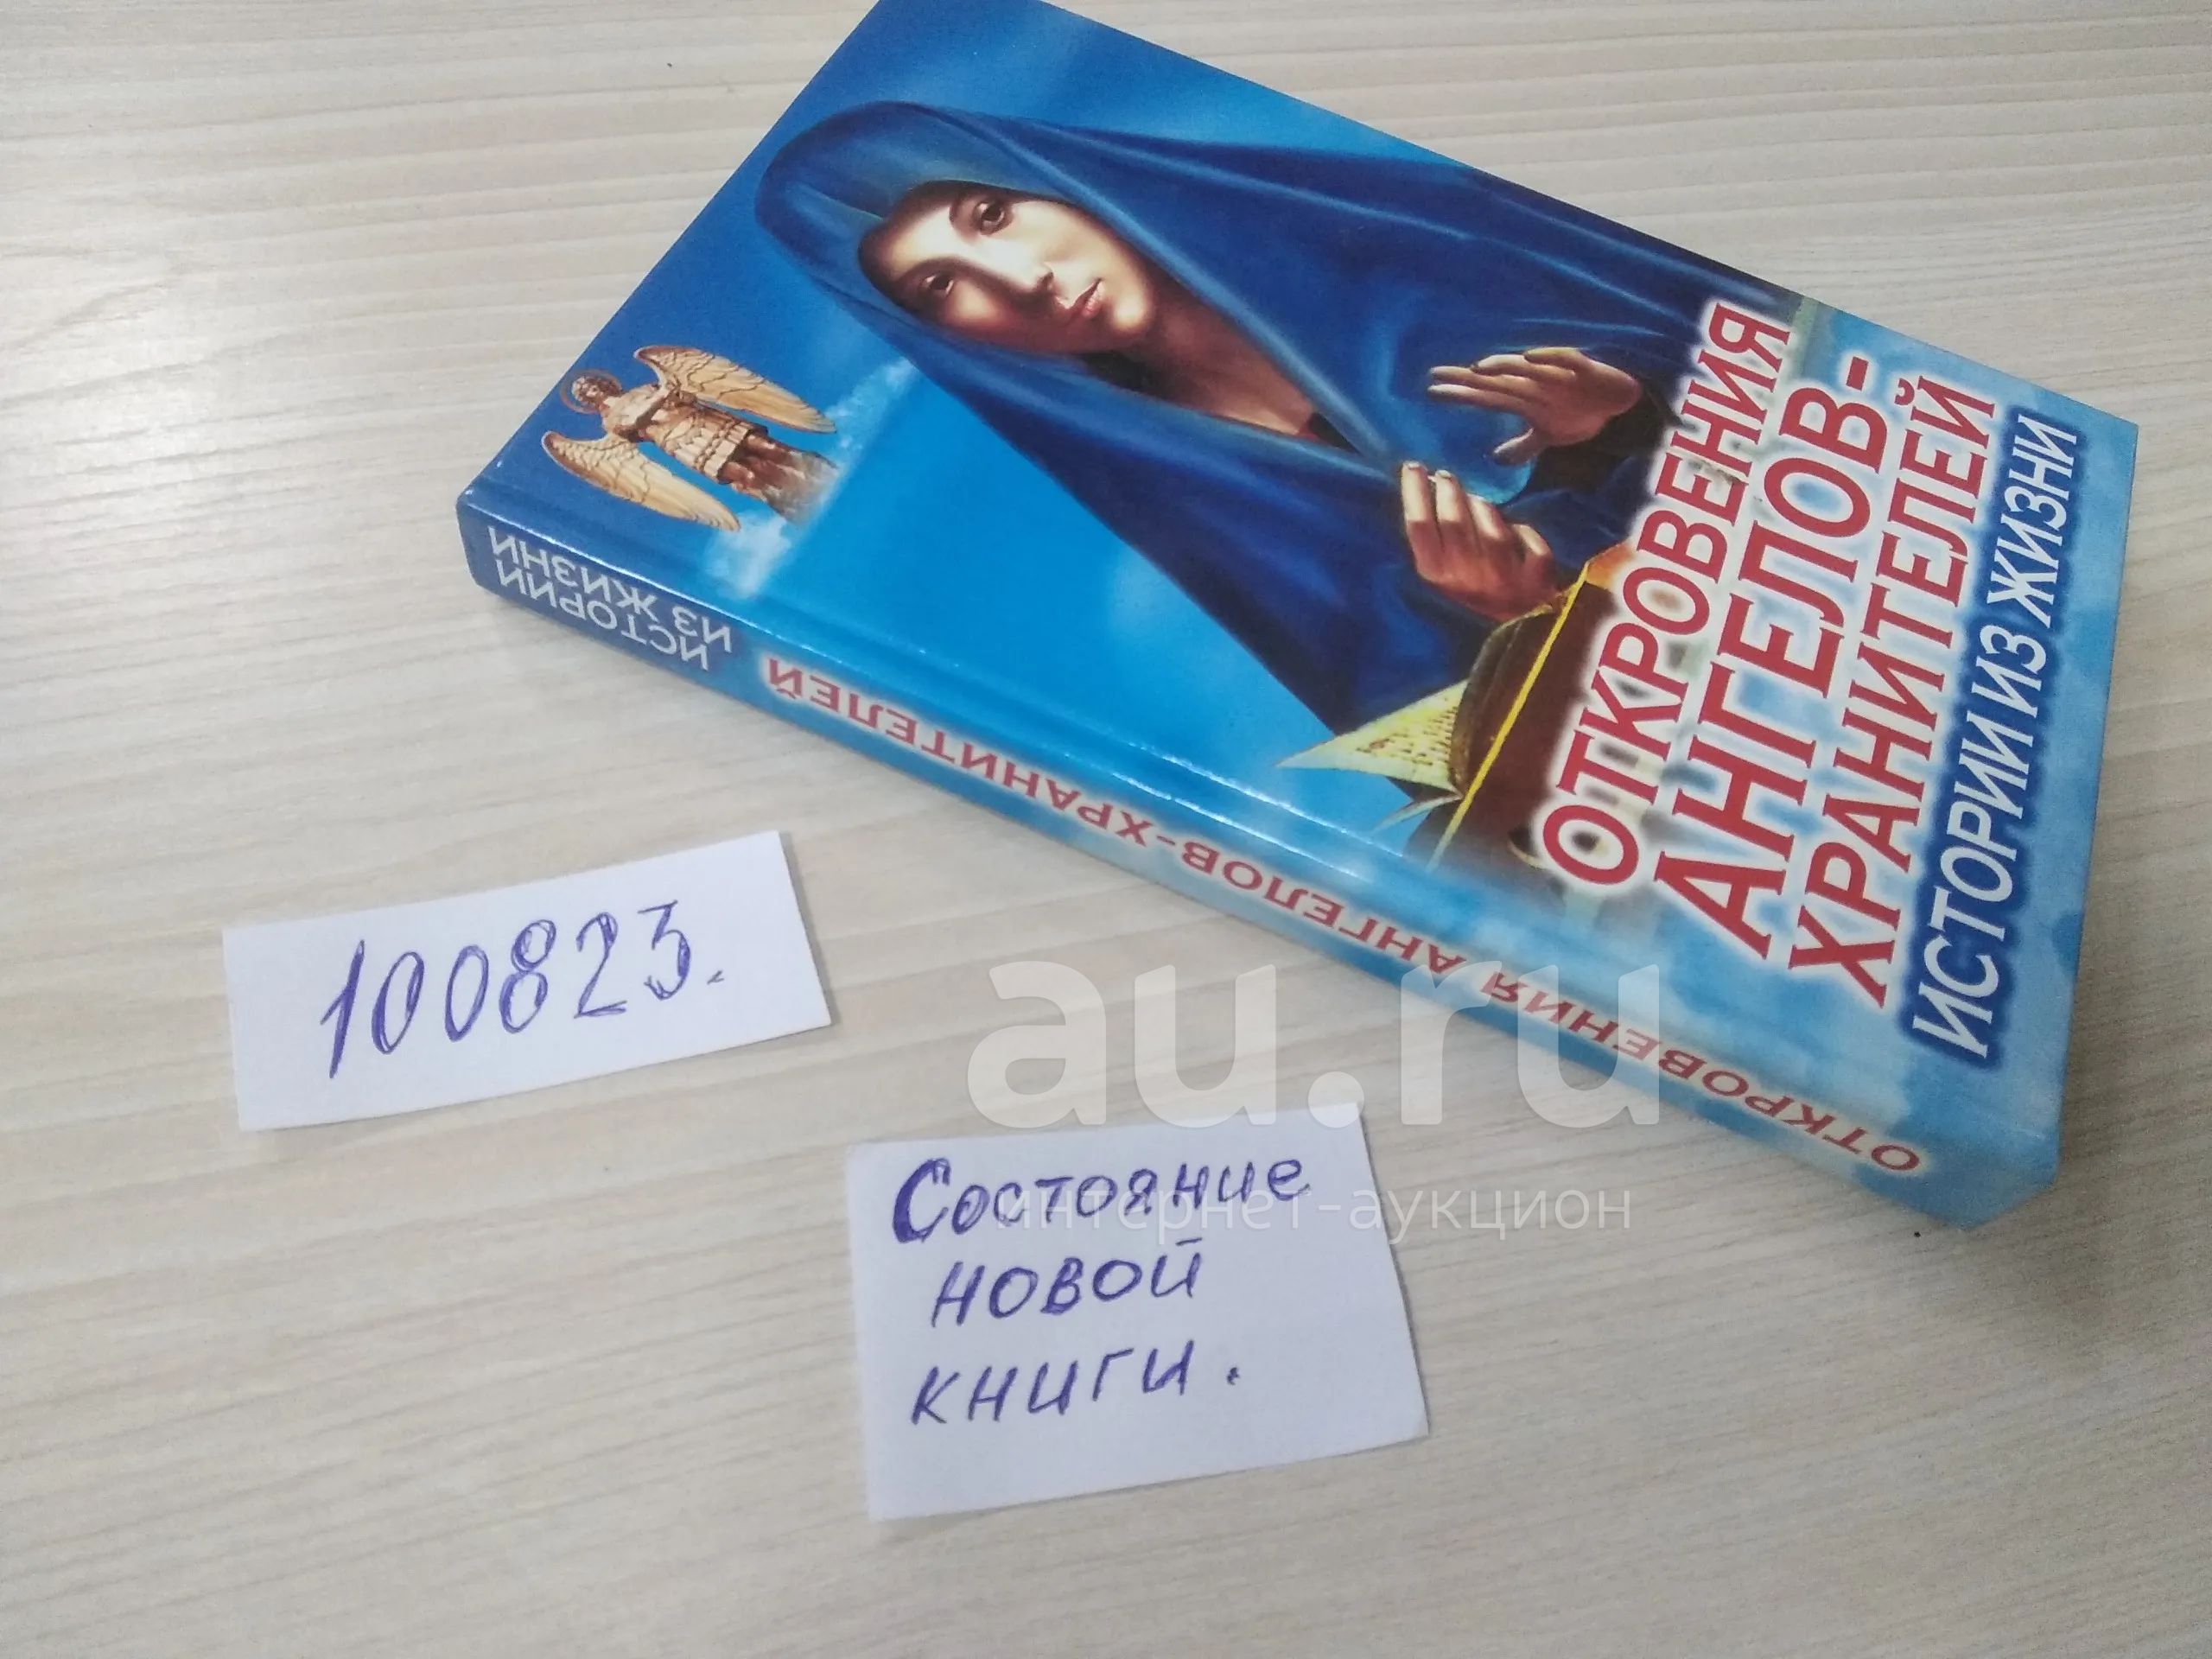 ОТКРОВЕНИЯ
АНГЕЛОВ-
ХРАНИТЕЛЕЙ
ИСТОРИИ ИЗ ЖИЗНИ
ОТКРОВЕНИЯ АНГЕЛОВ-ХРАНИТЕЛЕЙ
ИСТОРИИ
ИЗ ЖИЗНИ
100823.
au.ru
интернет-аукцион
Состояние
новой
книги.